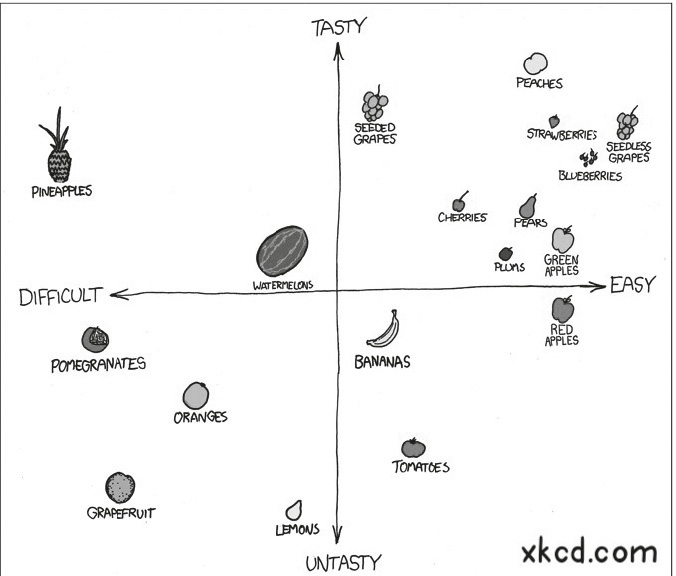 TASTY
PEACHES
SEEDED
GRAPES
STRAWBERRIES
SEEDLESS
GRAPES
BLUEBERRIES
PINEAPPLES
CHERRIES
PEARS
PLUMS
GREEN
APPLES
WATERMELONS
DIFFICULT
EASY
RED
APPLES
POMEGRANATES
BANANAS
ORANGES
TOMATOES
GRAPEFRUIT
LEMONS
UNTASTY
xkcd.com